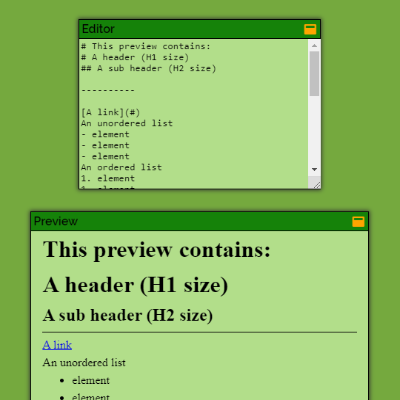 Editor
# This preview contains:
# A header (H1 size)
## A sub header (H2 size)
----------
[A link](#)
An unordered list
- element
- element
- element
An ordered list
1. element
1. element
Preview
This preview contains:
A header (H1 size)
A sub header (H2 size)
A link
An unordered list
• element
• element